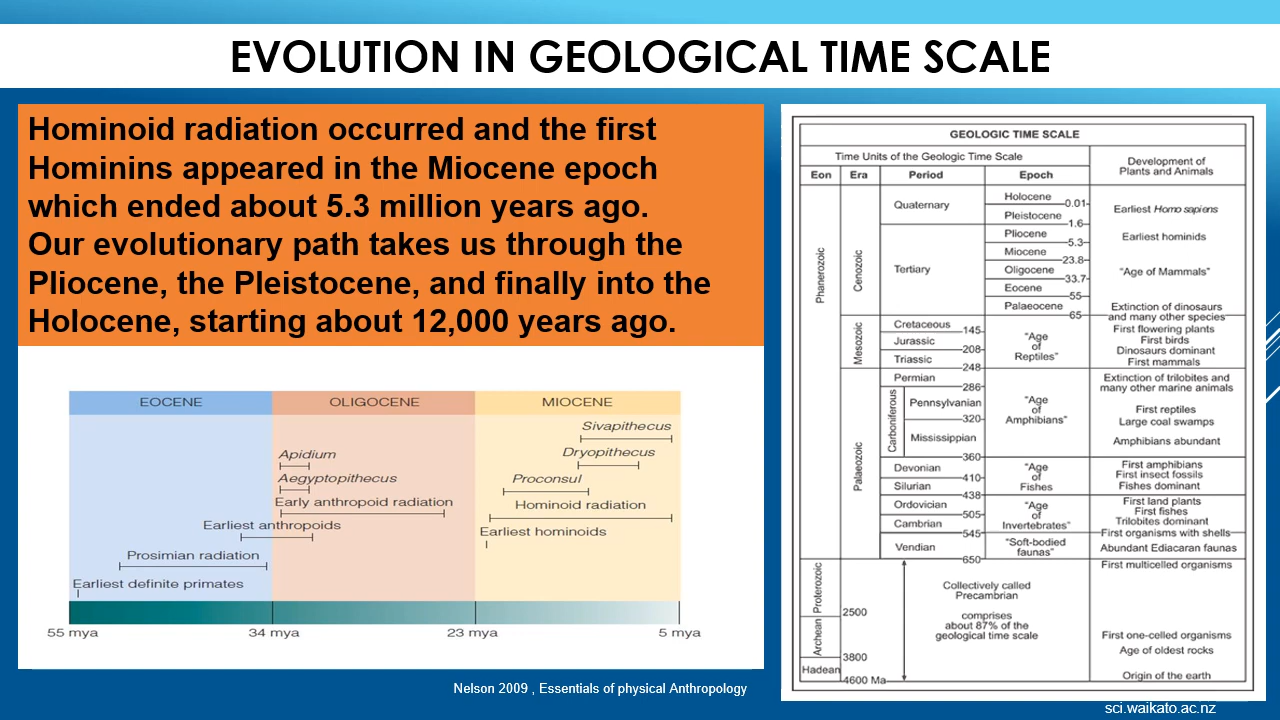 EVOLUTION IN GEOLOGICAL TIME SCALE
Hominoid radiation occurred and the first
Hominins appeared in the Miocene epoch
which ended about 5.3 million years ago.
Our evolutionary path takes us through the
Pliocene, the Pleistocene, and finally into the
Holocene, starting about 12,000 years ago.
EOCENE OLIGOCENE MIOCENE
Sivapithecus
Dryopithecus
Apidium
Aegyptopithecus
Proconsul
Early anthropoid radiation
Hominoid radiation
Earliest anthropoids
Earliest hominoids
Prosimian radiation
Earliest definite primates
55 mya 34 mya 23 mya 5 mya
Nelson 2009 , Essentials of physical Anthropology
GEOLOGIC TIME SCALE
Time Units of the Geologic Time Scale
Development of
Plants and Animals
Eon Era Period Epoch
Phanerozoic
Cenozoic
Quaternary
Holocene
0.01
Pleistocene
1.6
Earliest Homo sapiens
Tertiary
Pliocene
5.3
Earliest hominids
Miocene
23.8
Oligocene
33.7
"Age of Mammals"
Eocene
55
Palaeocene
65
Extinction of dinosaurs
and many other species
Mesozoic
Cretaceous
145
Jurassic
208
Triassic
248
"Age
of
Reptiles"
First flowering plants
First birds
Dinosaurs dominant
First mammals
Palaeozoic
Permian
286
Carboniferous
Pennsylvanian
320
Mississippian
360
"Age
of
Amphibians"
Extinction of trilobites and
many other marine animals
First reptiles
Large coal swamps
Amphibians abundant
Devonian
410
Silurian
438
"Age
of
Fishes
First amphibians
First insect fossils
Fishes dominant
Ordovician
505
Cambrian
545
"Age
of
Invertebrates"
First land plants
First fishes
Trilobites dominant
First organisms with shells
Vendian
650
"Soft-bodied
faunas"
Abundant Ediacaran faunas
Proterozoic
First multicelled organisms
2500
Collectively called
Precambrian
comprises
about 87% of the
geological time scale
Archean
First one-celled organisms
Age of oldest rocks
3800
Hadean
4600 Ma
Origin of the earth
sci.waikato.ac.nz